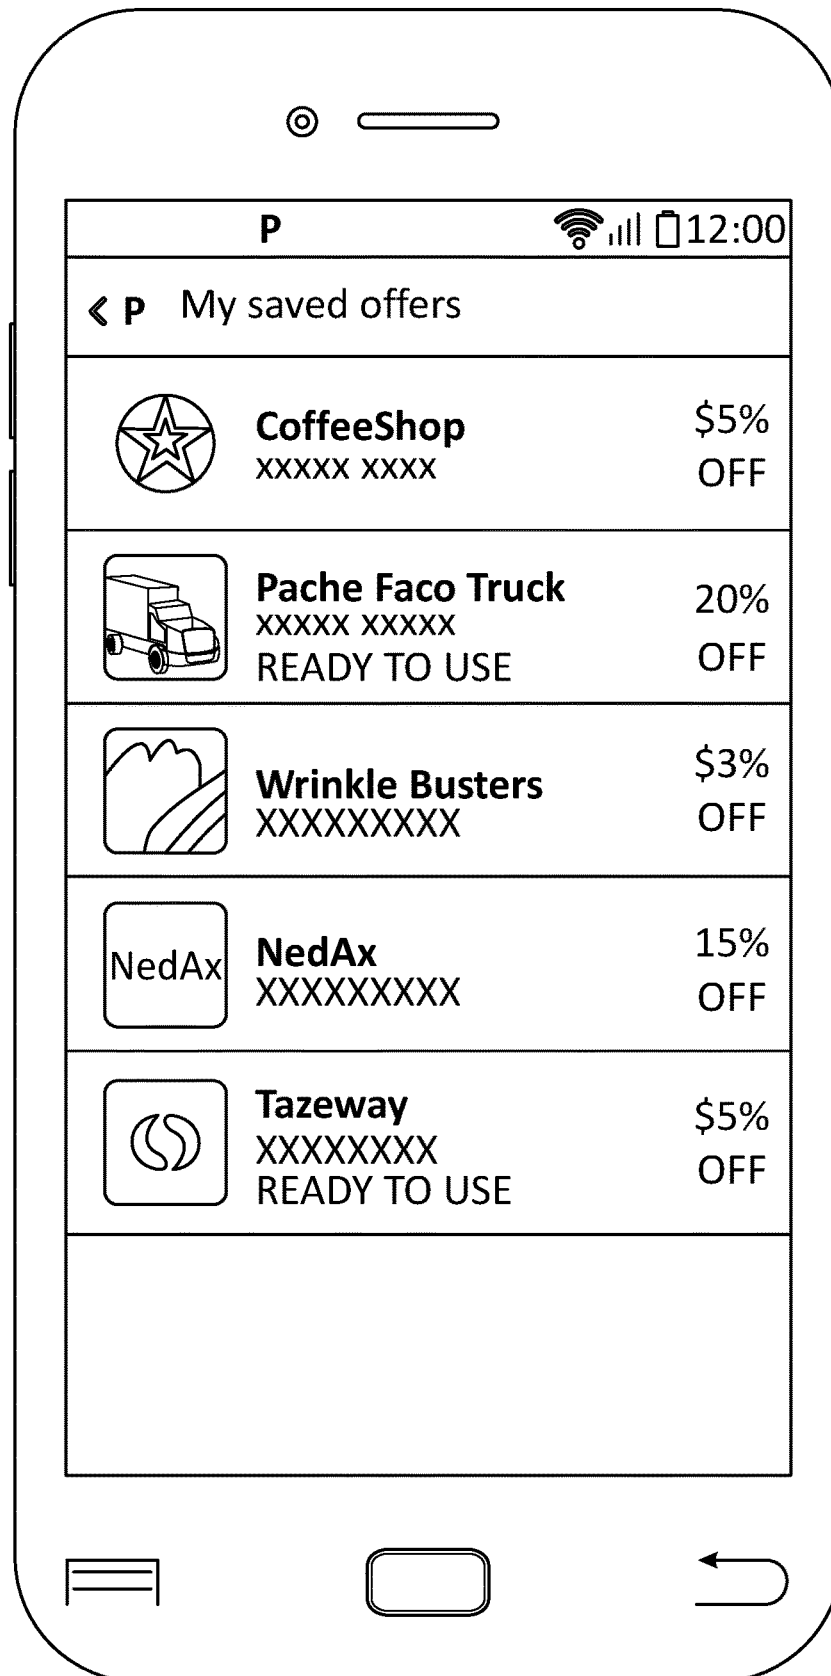 P 12:00
P My saved offers
CoffeeShop
xxxxx xxxx
$5%
OFF
Pache Faco Truck
xxxxx xxxxx
READY TO USE
20%
OFF
Wrinkle Busters
XXXXXXXXX
$3%
OFF
NedAx
NedAx
XXXXXXXXX
15%
OFF
Tazeway
XXXXXXXX
READY TO USE
$5%
OFF